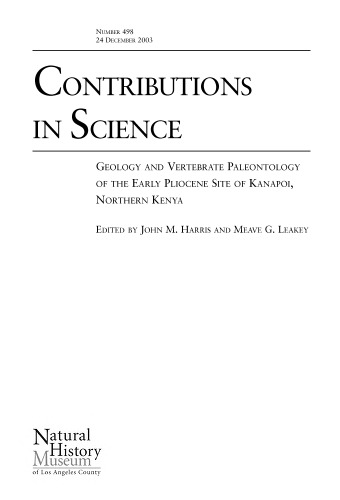 NUMBER 498
24 DECEMBER 2003
CONTRIBUTIONS
IN SCIENCE
GEOLOGY AND VERTEBRATE PALEONTOLOGY
OF THE EARLY PLIOCENE SITE OF KANAPOI,
NORTHERN KENYA
EDITED BY JOHN M. HARRIS AND MEAVE G. LEAKEY
Natural
History
Museum
of Los Angeles County